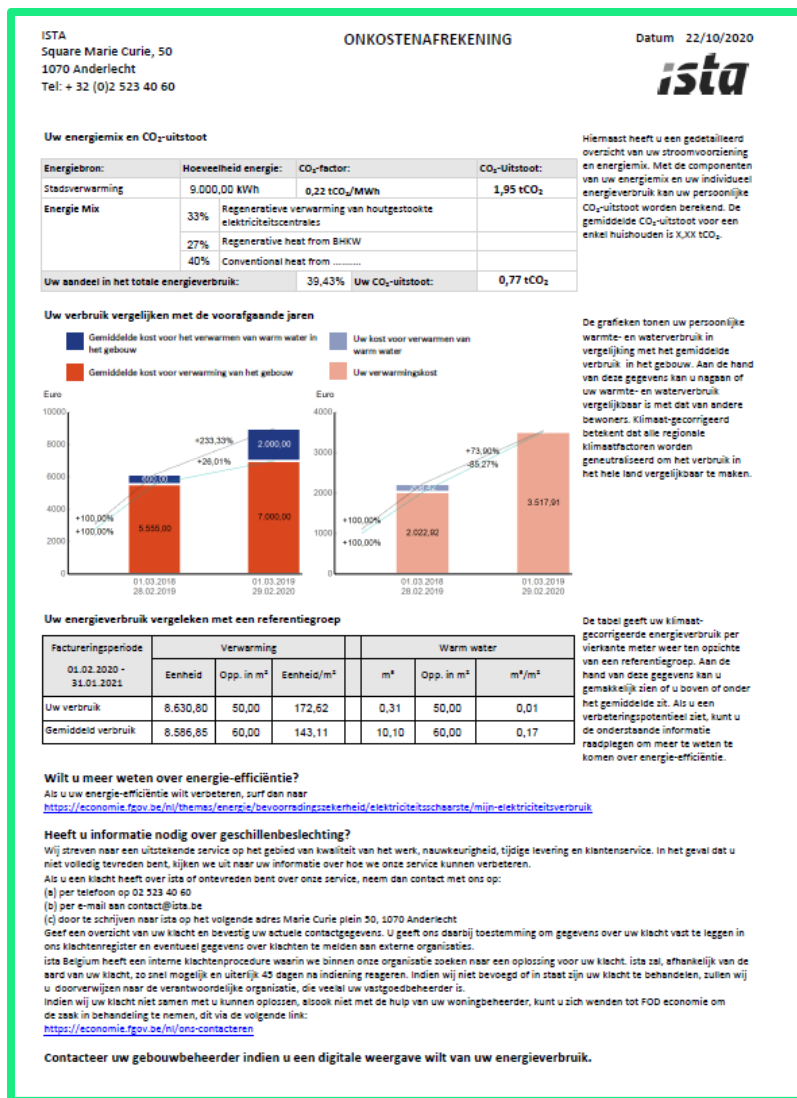 ISTA
Square Marie Curie, 50
1070 Anderlecht
Tel: + 32 (0)2 523 40 60
ONKOSTENAFREKENING
Datum 22/10/2020
ista
Uw energiemix en CO₂-uitstoot
Energiebron: Hoeveelheid energie: CO₂-factor: CO₂-Uitstoot:
Stadsverwarming 9.000,00 kWh 0,22 tCO₂/MWh 1,95 tCO₂
Energie Mix
33% Regeneratieve verwarming van houtgestookte
elektriciteitscentrales
27% Regenerative heat from BHKW
40% Conventional heat from ..........
Uw aandeel in het totale energieverbruik: 39,43% Uw CO₂-uitstoot: 0,77 tCO₂
Hiernaast heeft u een gedetailleerd
overzicht van uw stroomvoorziening
en energiemix. Met de componenten
van uw energiemix en uw individueel
energieverbruik kan uw persoonlijke
CO₂-uitstoot worden berekend. De
gemiddelde CO₂-uitstoot voor een
enkel huishouden is X,XX tCO₂.
Uw verbruik vergelijken met de voorafgaande jaren
Gemiddelde kost voor het verwarmen van warm water in
het gebouw
Uw kost voor verwarmen van
warm water
Gemiddelde kost voor verwarming van het gebouw
Uw verwarmingskost
Euro
10000
8000
6000
4000
2000
0
+100,00%
+100,00%
600,00
5.555,00
+233,33%
+26,01%
2.000,00
7.000,00
01.03.2018
28.02.2019
01.03.2019
29.02.2020
Euro
4000
3000
2000
1000
0
+100,00%
+100,00%
2.022,92
+73,90%
-85,27%
3.517,91
01.03.2018
28.02.2019
01.03.2019
29.02.2020
De grafieken tonen uw persoonlijke
warmte- en waterverbruik in
vergelijking met het gemiddelde
verbruik in het gebouw. Aan de hand
van deze gegevens kan u nagaan of
uw warmte- en waterverbruik
vergelijkbaar is met dat van andere
bewoners. Klimaat-gecorrigeerd
betekent dat alle regionale
klimaatfactoren worden
geneutraliseerd om het verbruik in
het hele land vergelijkbaar te maken.
Uw energieverbruik vergeleken met een referentiegroep
Factureringsperiode Verwarming Warm water
01.02.2020 -
31.01.2021
Eenheid Opp. in m² Eenheid/m² m³ Opp. in m² m³/m²
Uw verbruik 8.630,80 50,00 172,62 0,31 50,00 0,01
Gemiddeld verbruik 8.586,85 60,00 143,11 10,10 60,00 0,17
De tabel geeft uw klimaat-
gecorrigeerde energieverbruik per
vierkante meter weer ten opzichte
van een referentiegroep. Aan de
hand van deze gegevens kan u
gemakkelijk zien of u boven of onder
het gemiddelde zit. Als u een
verbeteringspotentieel ziet, kunt u
de onderstaande informatie
raadplegen om meer te weten te
komen over energie-efficiëntie.
Wilt u meer weten over energie-efficiëntie?
Als u uw energie-efficiëntie wilt verbeteren, surf dan naar
https://economie.fgov.be/nl/themas/energie/bevoorradingszekerheid/elektriciteitsschaarste/mijn-elektriciteitsverbruik
Heeft u informatie nodig over geschillenbeslechting?
Wij streven naar een uitstekende service op het gebied van kwaliteit van het werk, nauwkeurigheid, tijdige levering en klantenservice. In het geval dat u
niet volledig tevreden bent, kijken we uit naar uw informatie over hoe we onze service kunnen verbeteren.
Als u een klacht heeft over ista of ontevreden bent over onze service, neem dan contact met ons op:
(a) per telefoon op 02 523 40 60
(b) per e-mail aan contact@ista.be
(c) door te schrijven naar ista op het volgende adres Marie Curie plein 50, 1070 Anderlecht
Geef een overzicht van uw klacht en bevestig uw actuele contactgegevens. U geeft ons daarbij toestemming om gegevens over uw klacht vast te leggen in
ons klachtenregister en eventueel gegevens over klachten te melden aan externe organisaties.
ista Belgium heeft een interne klachtenprocedure waarin we binnen onze organisatie zoeken naar een oplossing voor uw klacht. ista zal, afhankelijk van de
aard van uw klacht, zo snel mogelijk en uiterlijk 45 dagen na indiening reageren. Indien wij niet bevoegd of in staat zijn uw klacht te behandelen, zullen wij
u doorverwijzen naar de verantwoordelijke organisatie, die veelal uw vastgoedbeheerder is.
Indien wij uw klacht niet samen met u kunnen oplossen, alsook niet met de hulp van uw woningbeheerder, kunt u zich wenden tot FOD economie om
de zaak in behandeling te nemen, dit via de volgende link:
https://economie.fgov.be/nl/ons-contacteren
Contacteer uw gebouwbeheerder indien u een digitale weergave wilt van uw energieverbruik.